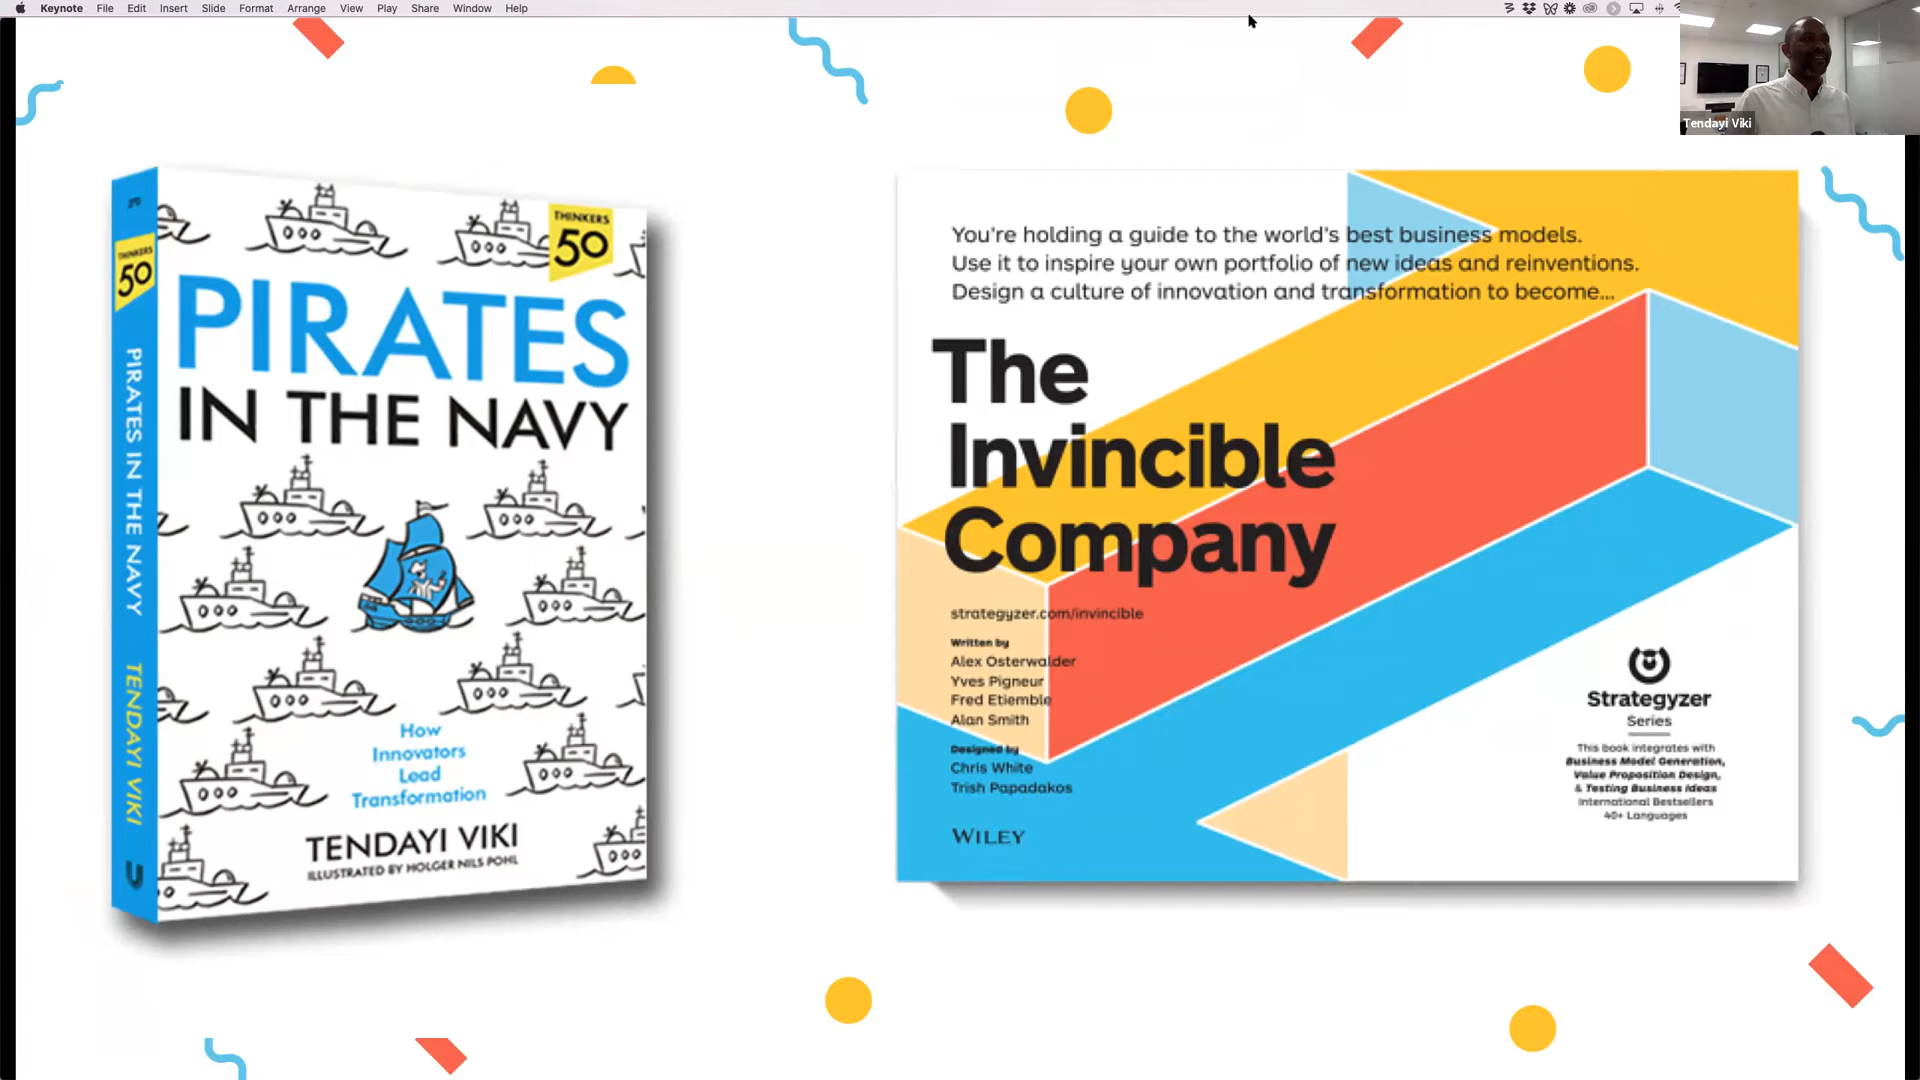 Keynote File Edit Insert Slide Format Arrange View Play Share Window Help
Tendayi Viki
THINKERS
50
PIRATES
IN THE NAVY
How
Innovators
Lead
Transformation
TENDAYI VIKI
ILLUSTRATED BY HOLGER NILS POHL
THINKERS
50
PIRATES IN THE NAVY
TENDAYI VIKI
You're holding a guide to the world's best business models.
Use it to inspire your own portfolio of new ideas and reinventions.
Design a culture of innovation and transformation to become...
The
Invincible
Company
strategyzer.com/invincible
Written by
Alex Osterwalder
Yves Pigneur
Fred Etiemble
Alan Smith
Designed by
Chris White
Trish Papadakos
WILEY
Strategyzer
Series
This book integrates with
Business Model Generation,
Value Proposition Design,
& Testing Business Ideas
International Bestsellers
40+ Languages